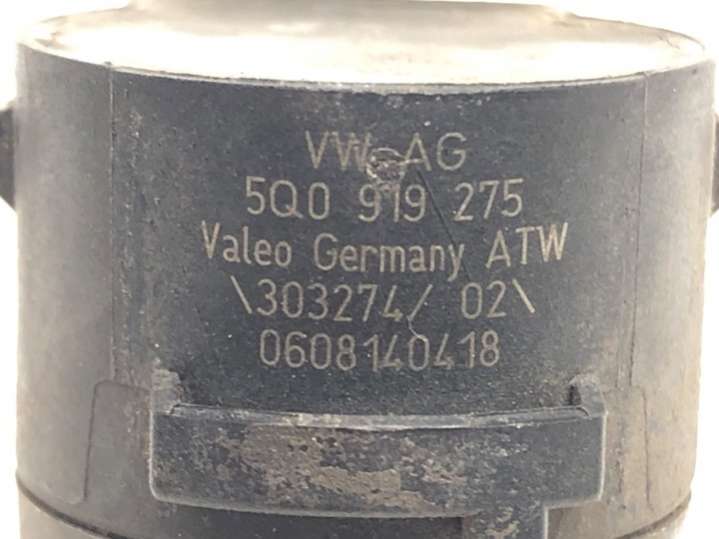 VW AG
5Q0 919 275
Valeo Germany ATW
\303274/ 02\
0608140418